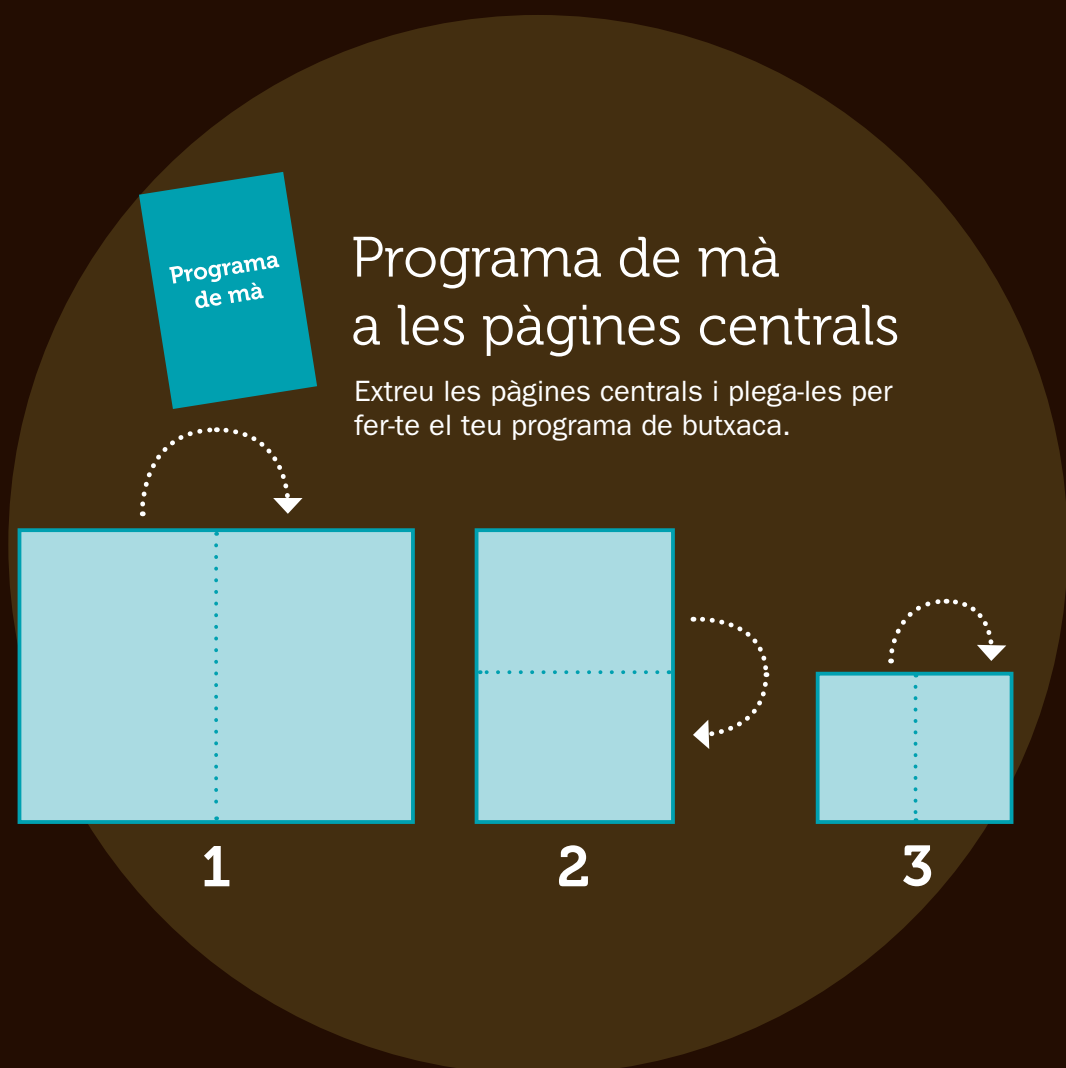 Programa
de mà
Programa de mà
a les pàgines centrals
Extreu les pàgines centrals i plega-les per
fer-te el teu programa de butxaca.
1
2
3